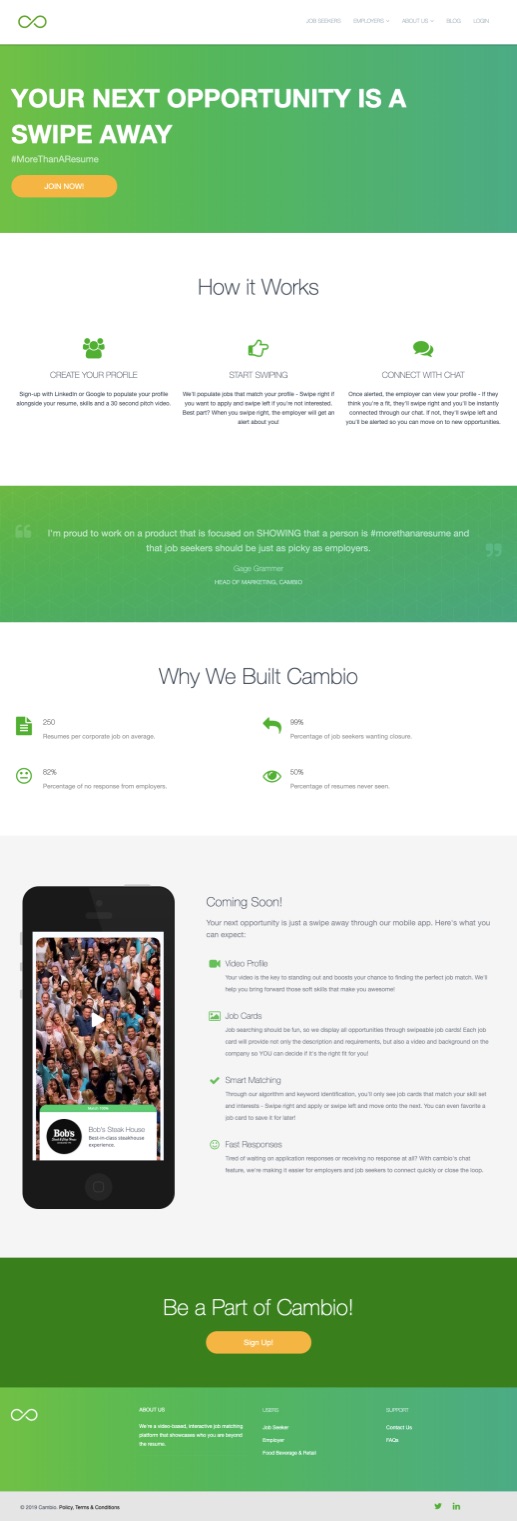 JOB SEEKERS EMPLOYERS ABOUT US BLOG LOGIN
YOUR NEXT OPPORTUNITY IS A
SWIPE AWAY
#MoreThanAResume
JOIN NOW!
How it Works
CREATE YOUR PROFILE
Sign-up with LinkedIn or Google to populate your profile
alongside your resume, skills and a 30 second pitch video.
START SWIPING
We'll populate jobs that match your profile - Swipe right if
you want to apply and swipe left if you're not interested.
Best part? When you swipe right, the employer will get an
alert about you!
CONNECT WITH CHAT
Once alerted, the employer can view your profile - If they
think you're a fit, they'll swipe right and you'll be instantly
connected through our chat. If not, they'll swipe left and
you'll be alerted so you can move on to new opportunities.
I'm proud to work on a product that is focused on SHOWING that a person is #morethanaresume and
that job seekers should be just as picky as employers.
Gage Grammer
HEAD OF MARKETING, CAMBIO
Why We Built Cambio
250
Resumes per corporate job on average.
99%
Percentage of job seekers wanting closure.
82%
Percentage of no response from employers.
50%
Percentage of resumes never seen.
Bob's
Bob's Steak House
Best-in-class steakhouse
experience.
Coming Soon!
Your next opportunity is just a swipe away through our mobile app. Here's what you
can expect:
Video Profile
Your video is the key to standing out and boosts your chance to finding the perfect job match. We'll
help you bring forward those soft skills that make you awesome!
Job Cards
Job searching should be fun, so we display all opportunities through swipeable job cards! Each job
card will provide not only the description and requirements, but also a video and background on the
company so YOU can decide if it's the right fit for you!
Smart Matching
Through our algorithm and keyword identification, you'll only see job cards that match your skill set
and interests - Swipe right and apply or swipe left and move onto the next. You can even favorite a
job card to save it for later!
Fast Responses
Tired of waiting on application responses or receiving no response at all? With cambio's chat
feature, we're making it easier for employers and job seekers to connect quickly or close the loop.
Be a Part of Cambio!
Sign Up!
ABOUT US
We're a video-based, interactive job matching
platform that showcases who you are beyond
the resume.
USERS
Job Seeker
Employer
Food Beverage & Retail
SUPPORT
Contact Us
FAQs
© 2019 Cambio. Policy, Terms & Conditions